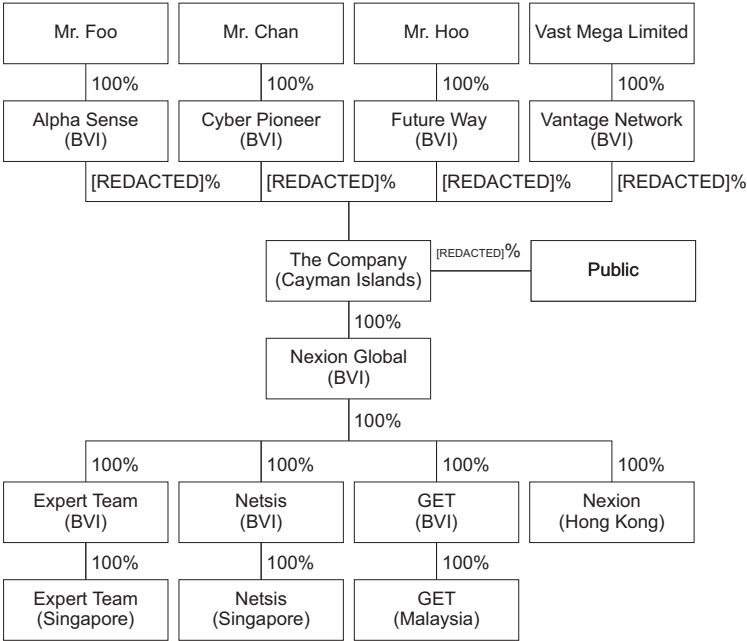 Mr. Foo
Mr. Chan
Mr. Hoo
Vast Mega Limited
100%
100%
100%
100%
Alpha Sense
(BVI)
Cyber Pioneer
(BVI)
Future Way
(BVI)
Vantage Network
(BVI)
[REDACTED]%
[REDACTED]%
[REDACTED]%
[REDACTED]%
The Company
(Cayman Islands)
[REDACTED]%
Public
100%
Nexion Global
(BVI)
100%
100%
100%
100%
100%
Expert Team
(BVI)
Netsis
(BVI)
GET
(BVI)
Nexion
(Hong Kong)
100%
100%
100%
Expert Team
(Singapore)
Netsis
(Singapore)
GET
(Malaysia)